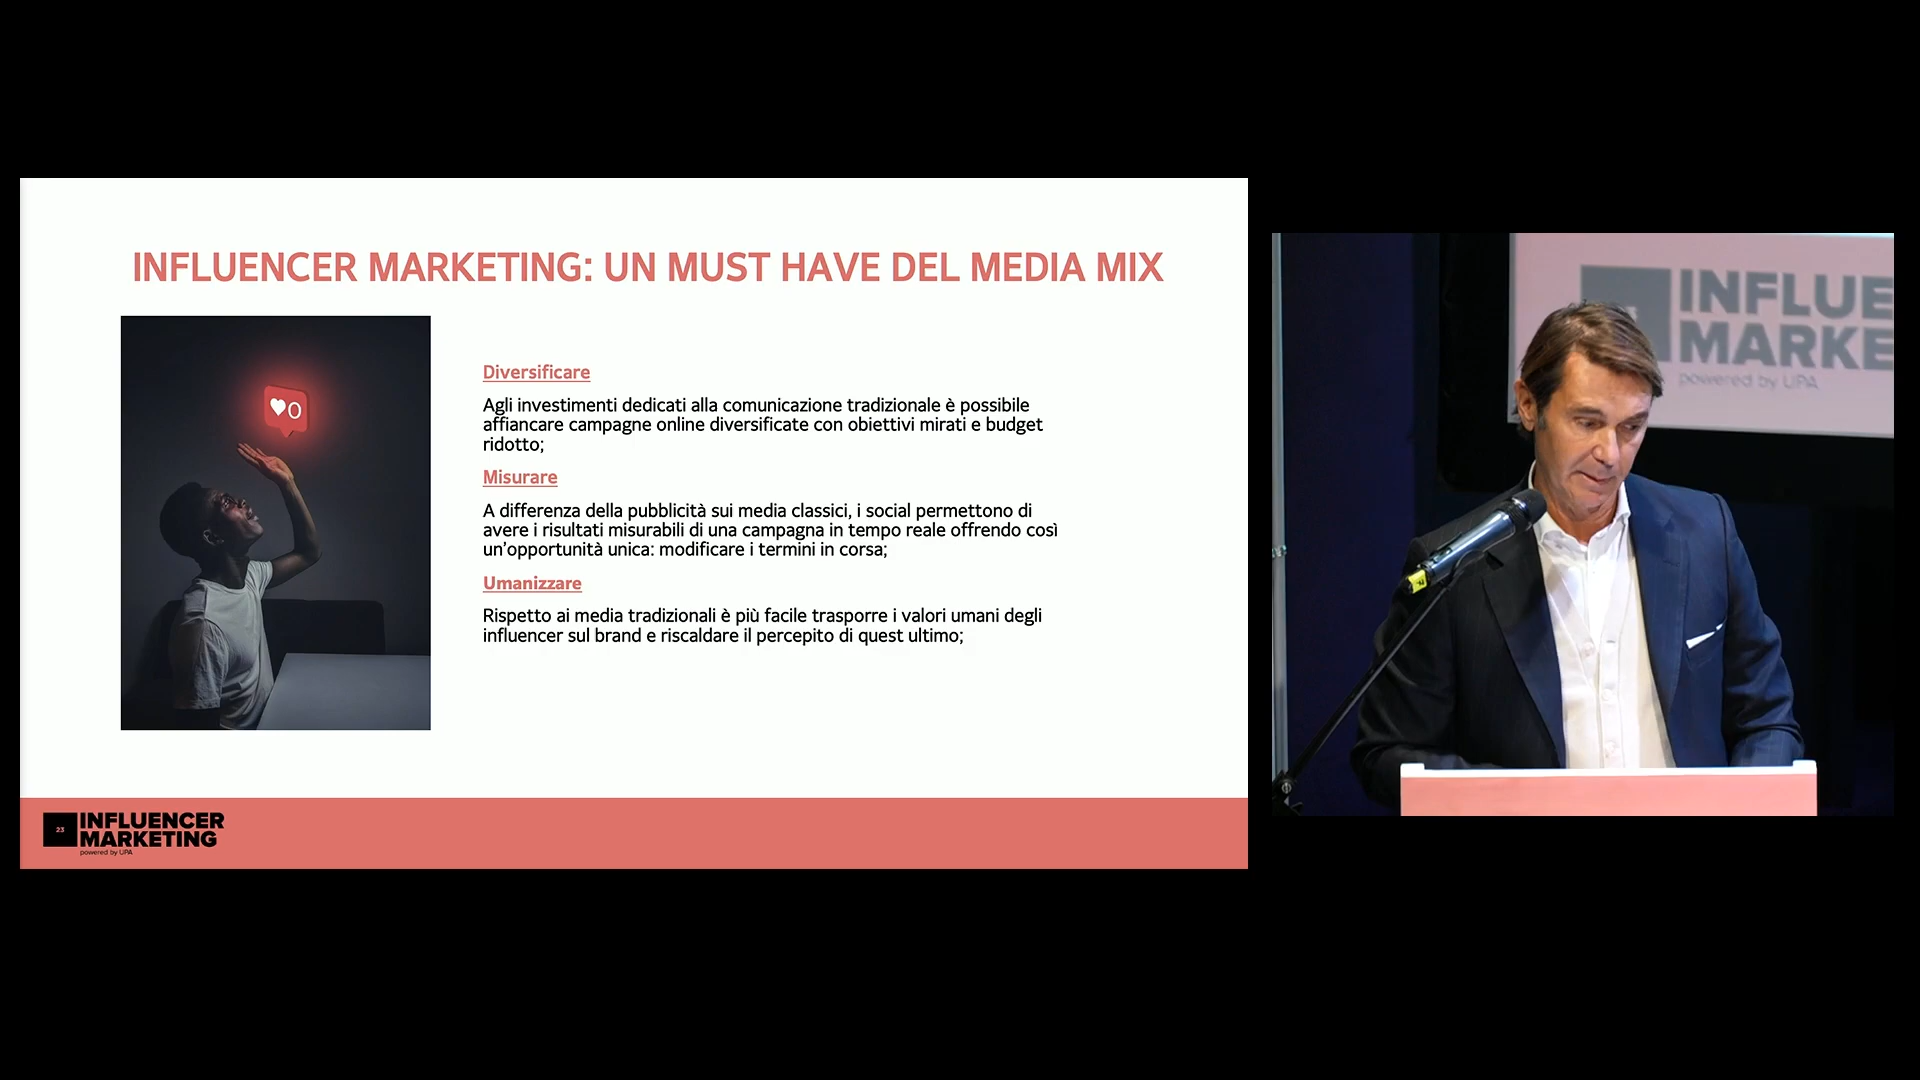 INFLUENCER MARKETING: UN MUST HAVE DEL MEDIA MIX
0
Diversificare
Agli investimenti dedicati alla comunicazione tradizionale è possibile
affiancare campagne online diversificate con obiettivi mirati e budget
ridotto;
Misurare
A differenza della pubblicità sui media classici, i social permettono di
avere i risultati misurabili di una campagna in tempo reale offrendo così
un'opportunità unica: modificare i termini in corsa;
Umanizzare
Rispetto ai media tradizionali è più facile trasporre i valori umani degli
influencer sul brand e riscaldare il percepito di quest ultimo;
23
INFLUENCER
MARKETING
powered by UPA
INFLUE
MARKE
powered by UPA